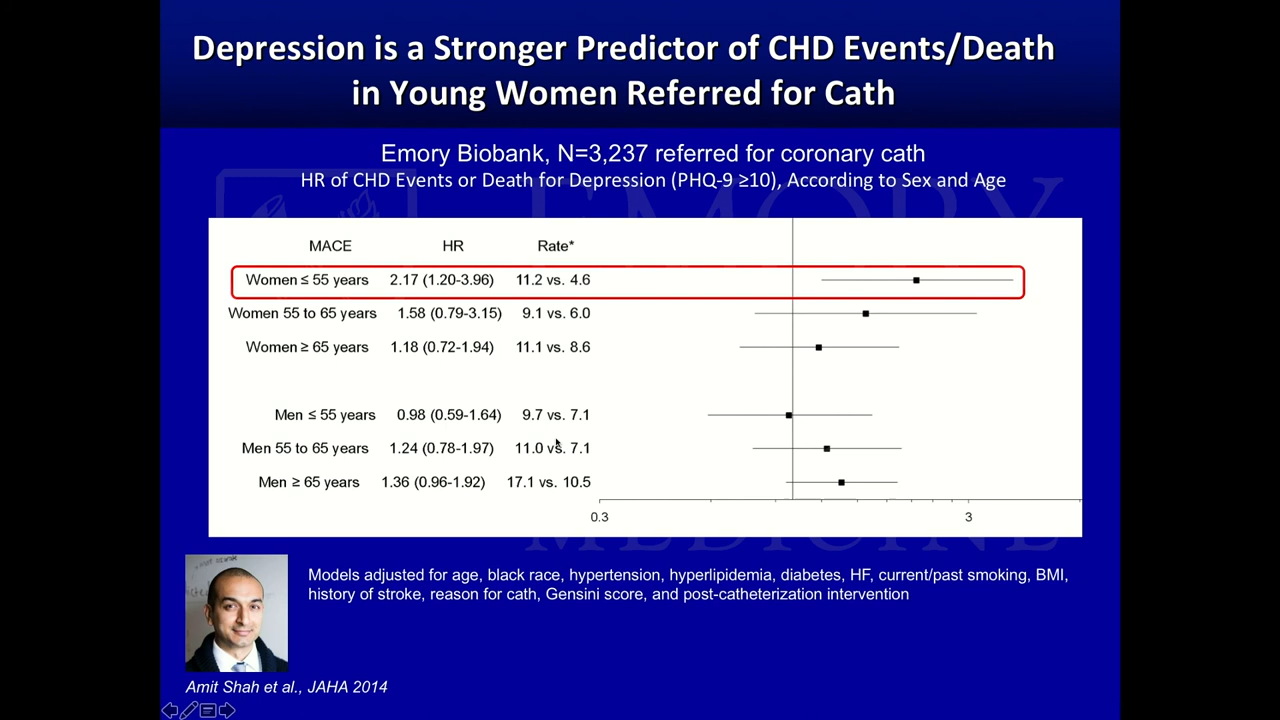 Depression is a Stronger Predictor of CHD Events/Death
in Young Women Referred for Cath
Emory Biobank, N=3,237 referred for coronary cath
HR of CHD Events or Death for Depression (PHQ-9 ≥10), According to Sex and Age
MACE HR Rate*
Women ≤ 55 years 2.17 (1.20-3.96) 11.2 vs. 4.6
Women 55 to 65 years 1.58 (0.79-3.15) 9.1 vs. 6.0
Women ≥ 65 years 1.18 (0.72-1.94) 11.1 vs. 8.6
Men ≤ 55 years 0.98 (0.59-1.64) 9.7 vs. 7.1
Men 55 to 65 years 1.24 (0.78-1.97) 11.0 vs. 7.1
Men ≥ 65 years 1.36 (0.96-1.92) 17.1 vs. 10.5
0.3 3
EMORY
MEDICINE
Models adjusted for age, black race, hypertension, hyperlipidemia, diabetes, HF, current/past smoking, BMI,
history of stroke, reason for cath, Gensini score, and post-catheterization intervention
Amit Shah et al., JAHA 2014